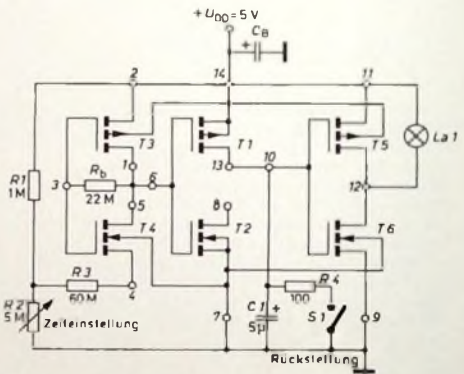 + U_DD = 5 V
C_B
+
2
14
11
T3
T1
T5
La 1
R1
1M
3
R_b
22 M
1
6
13
10
12
5
8
T4
T2
T6
R3
60 M
4
R2
5 M
Zeiteinstellung
7
C1
+
5µ
R4
100
S1
9
Rückstellung